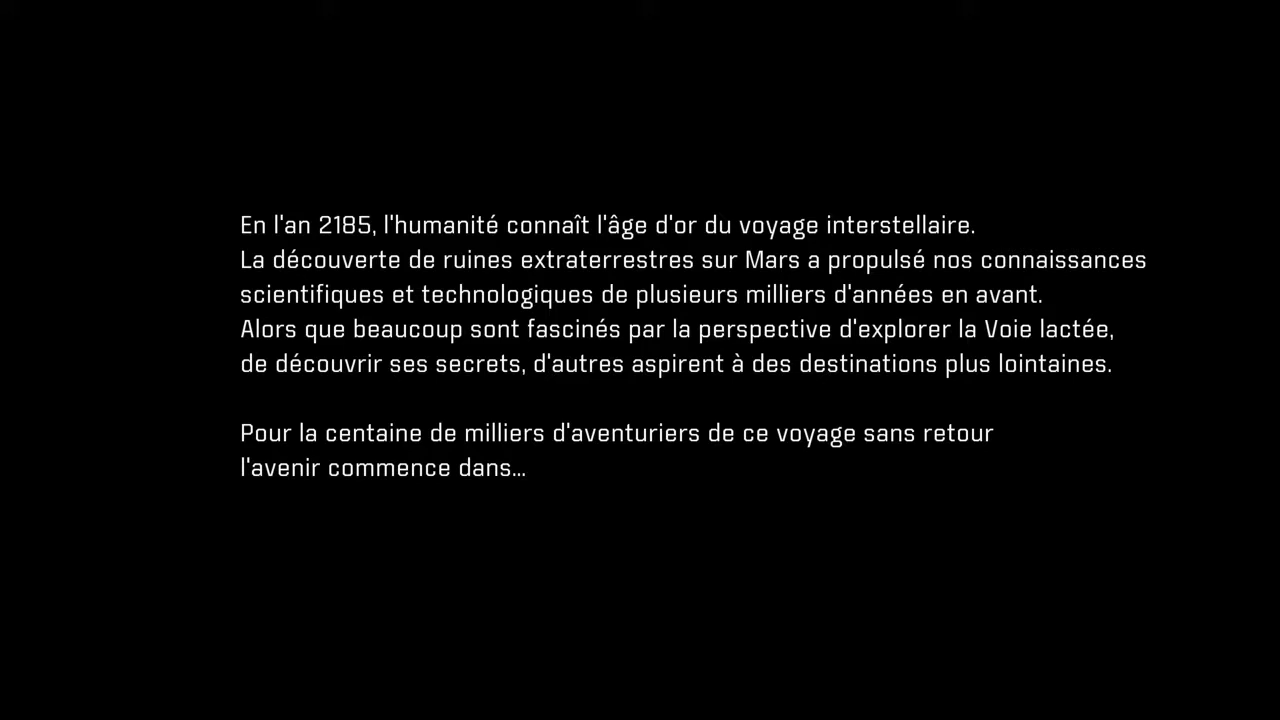 En l'an 2185, l'humanité connaît l'âge d'or du voyage interstellaire.
La découverte de ruines extraterrestres sur Mars a propulsé nos connaissances
scientifiques et technologiques de plusieurs milliers d'années en avant.
Alors que beaucoup sont fascinés par la perspective d'explorer la Voie lactée,
de découvrir ses secrets, d'autres aspirent à des destinations plus lointaines.
Pour la centaine de milliers d'aventuriers de ce voyage sans retour
l'avenir commence dans...